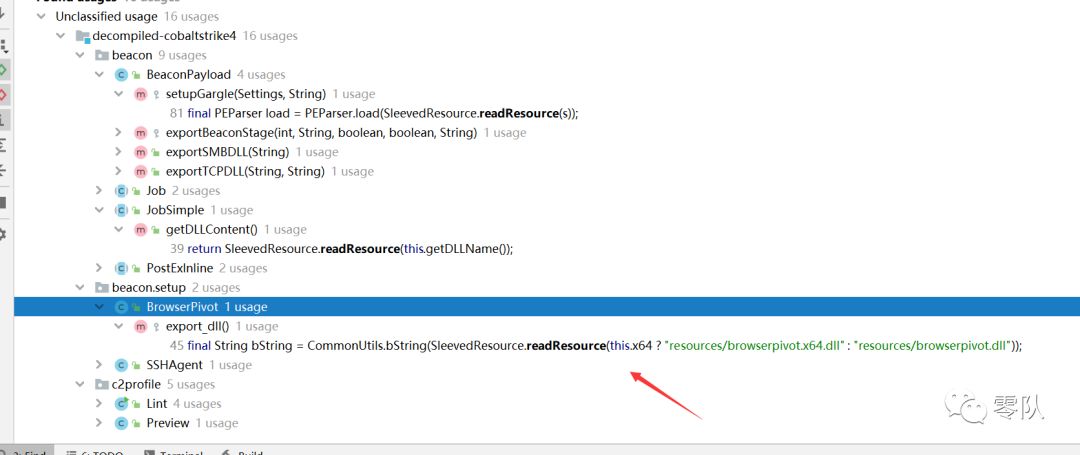 Unclassified usage 16 usages
decompiled-cobaltstrike4 16 usages
beacon 9 usages
BeaconPayload 4 usages
setupGargle(Settings, String) 1 usage
81 final PEParser load = PEParser.load(SleevedResource.readResource(s));
exportBeaconStage(int, String, boolean, boolean, String) 1 usage
exportSMBDLL(String) 1 usage
exportTCPDLL(String, String) 1 usage
Job 2 usages
JobSimple 1 usage
getDLLContent() 1 usage
39 return SleevedResource.readResource(this.getDLLName());
PostExInline 2 usages
beacon.setup 2 usages
BrowserPivot 1 usage
export_dll() 1 usage
45 final String bString = CommonUtils.bString(SleevedResource.readResource(this.x64 ? "resources/browserpivot.x64.dll" : "resources/browserpivot.dll"));
SSHAgent 1 usage
c2profile 5 usages
Lint 4 usages
Preview 1 usage
零队